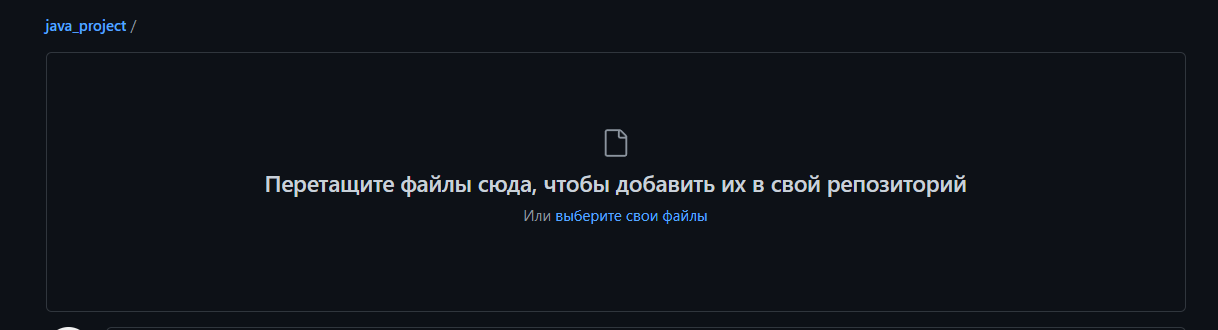 java_project /
Перетащите файлы сюда, чтобы добавить их в свой репозиторий
Или выберите свои файлы